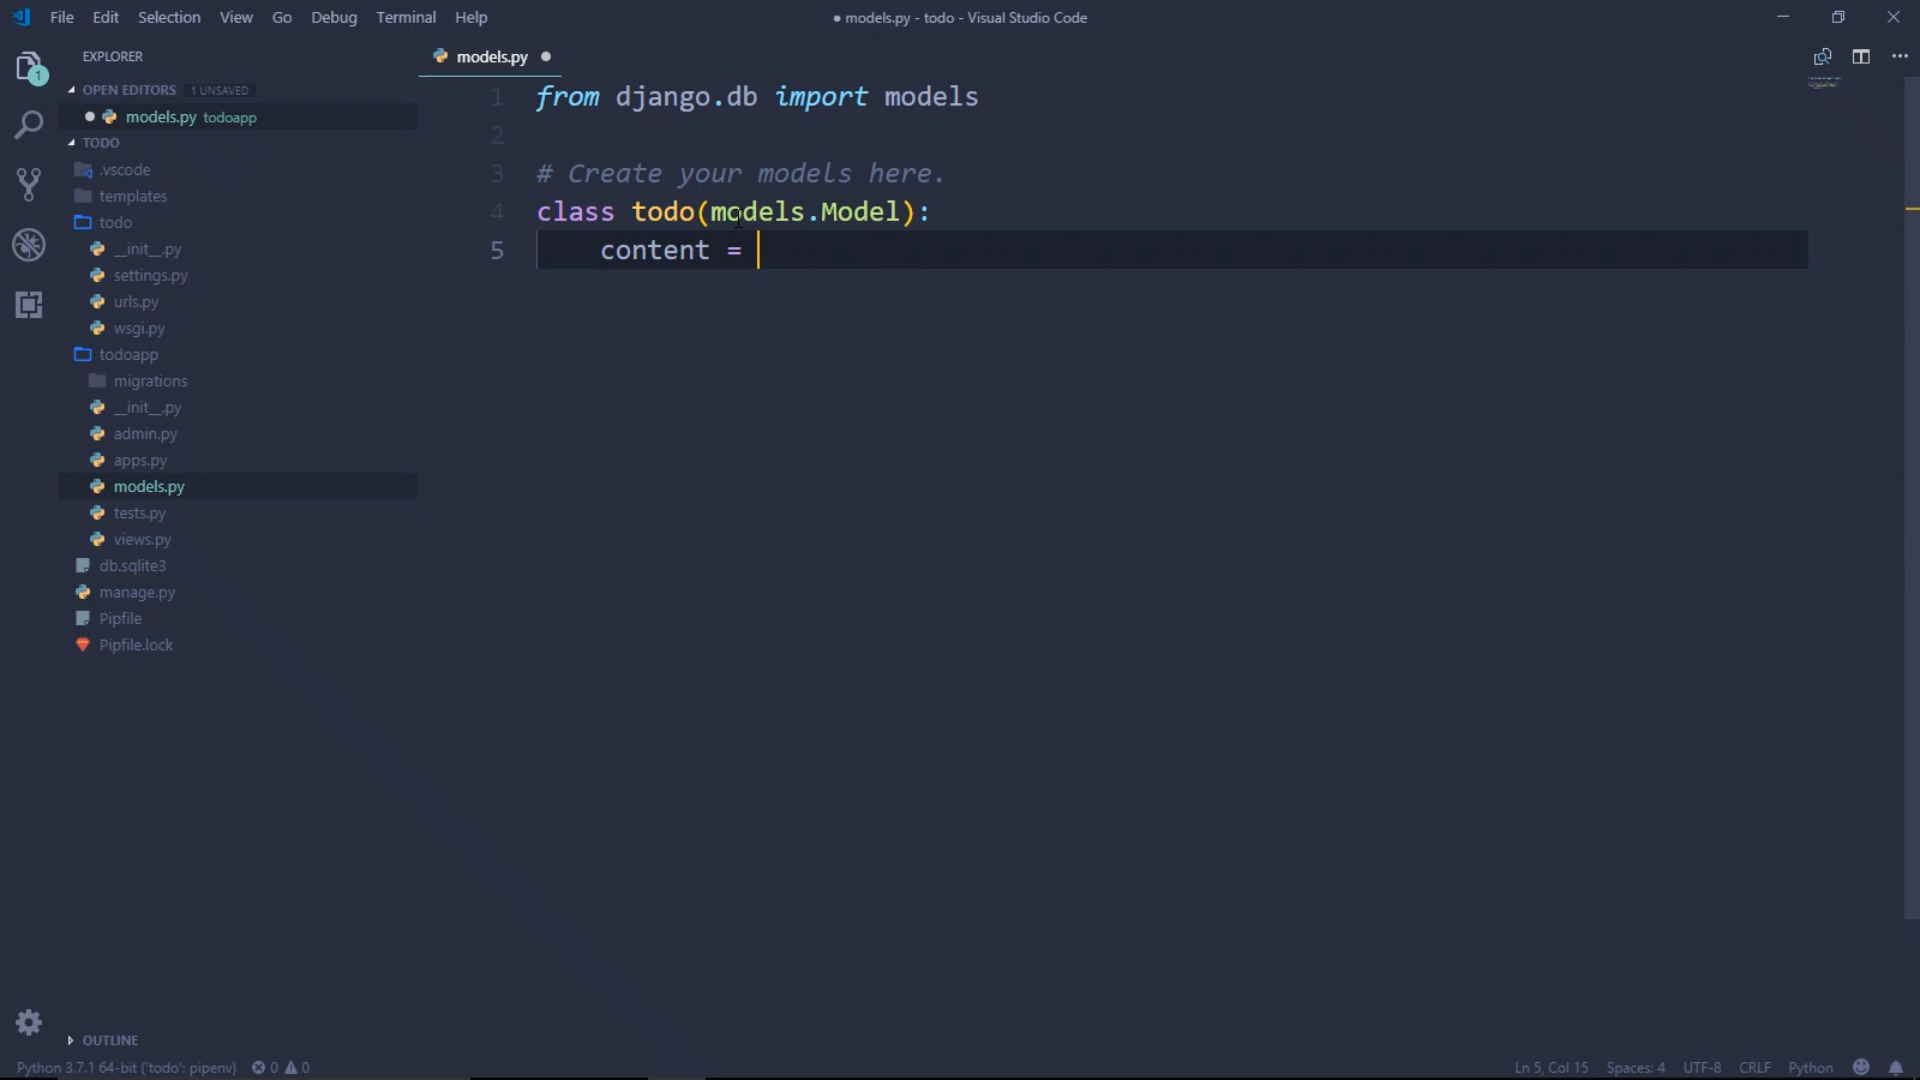 File Edit Selection View Go Debug Terminal Help
● models.py - todo - Visual Studio Code
EXPLORER
OPEN EDITORS 1 UNSAVED
models.py todoapp
TODO
.vscode
templates
todo
__init__.py
settings.py
urls.py
wsgi.py
todoapp
migrations
__init__.py
admin.py
apps.py
models.py
tests.py
views.py
db.sqlite3
manage.py
Pipfile
Pipfile.lock
OUTLINE
1
models.py
1 from django.db import models
2
3 # Create your models here.
4 class todo(models.Model):
5     content =
Python 3.7.1 64-bit ('todo': pipenv) 0 0
Ln 5, Col 15 Spaces: 4 UTF-8 CRLF Python